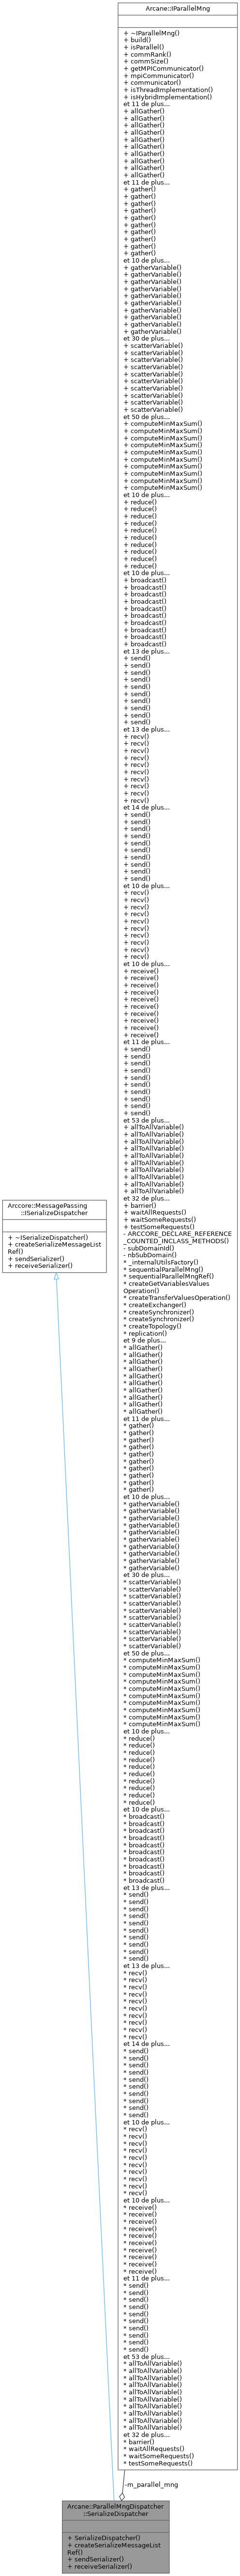 Arcane::IParallelMng
+ ~IParallelMng()
+ build()
+ isParallel()
+ commRank()
+ commSize()
+ getMPICommunicator()
+ mpiCommunicator()
+ communicator()
+ isThreadImplementation()
+ isHybridImplementation()
et 11 de plus...
+ allGather()
+ allGather()
+ allGather()
+ allGather()
+ allGather()
+ allGather()
+ allGather()
+ allGather()
+ allGather()
+ allGather()
et 11 de plus...
+ gather()
+ gather()
+ gather()
+ gather()
+ gather()
+ gather()
+ gather()
+ gather()
+ gather()
+ gather()
et 10 de plus...
+ gatherVariable()
+ gatherVariable()
+ gatherVariable()
+ gatherVariable()
+ gatherVariable()
+ gatherVariable()
+ gatherVariable()
+ gatherVariable()
+ gatherVariable()
+ gatherVariable()
et 30 de plus...
+ scatterVariable()
+ scatterVariable()
+ scatterVariable()
+ scatterVariable()
+ scatterVariable()
+ scatterVariable()
+ scatterVariable()
+ scatterVariable()
+ scatterVariable()
+ scatterVariable()
et 50 de plus...
+ computeMinMaxSum()
+ computeMinMaxSum()
+ computeMinMaxSum()
+ computeMinMaxSum()
+ computeMinMaxSum()
+ computeMinMaxSum()
+ computeMinMaxSum()
+ computeMinMaxSum()
+ computeMinMaxSum()
+ computeMinMaxSum()
et 10 de plus...
+ reduce()
+ reduce()
+ reduce()
+ reduce()
+ reduce()
+ reduce()
+ reduce()
+ reduce()
+ reduce()
+ reduce()
et 10 de plus...
+ broadcast()
+ broadcast()
+ broadcast()
+ broadcast()
+ broadcast()
+ broadcast()
+ broadcast()
+ broadcast()
+ broadcast()
+ broadcast()
et 13 de plus...
+ send()
+ send()
+ send()
+ send()
+ send()
+ send()
+ send()
+ send()
+ send()
+ send()
et 13 de plus...
+ recv()
+ recv()
+ recv()
+ recv()
+ recv()
+ recv()
+ recv()
+ recv()
+ recv()
+ recv()
et 14 de plus...
+ send()
+ send()
+ send()
+ send()
+ send()
+ send()
+ send()
+ send()
+ send()
+ send()
et 10 de plus...
+ recv()
+ recv()
+ recv()
+ recv()
+ recv()
+ recv()
+ recv()
+ recv()
+ recv()
+ recv()
et 10 de plus...
+ receive()
+ receive()
+ receive()
+ receive()
+ receive()
+ receive()
+ receive()
+ receive()
+ receive()
+ receive()
et 11 de plus...
+ send()
+ send()
+ send()
+ send()
+ send()
+ send()
+ send()
+ send()
+ send()
+ send()
et 53 de plus...
+ allToAllVariable()
+ allToAllVariable()
+ allToAllVariable()
+ allToAllVariable()
+ allToAllVariable()
+ allToAllVariable()
+ allToAllVariable()
+ allToAllVariable()
+ allToAllVariable()
+ allToAllVariable()
et 32 de plus...
+ barrier()
+ waitAllRequests()
+ waitSomeRequests()
+ testSomeRequests()
- ARCCORE_DECLARE_REFERENCE
_COUNTED_INCLASS_METHODS()
- subDomainId()
- nbSubDomain()
* _internalUtilsFactory()
* sequentialParallelMng()
* sequentialParallelMngRef()
* createGetVariablesValues
Operation()
* createTransferValuesOperation()
* createExchanger()
* createSynchronizer()
* createSynchronizer()
* createTopology()
* replication()
et 9 de plus...
* allGather()
* allGather()
* allGather()
* allGather()
* allGather()
* allGather()
* allGather()
* allGather()
* allGather()
* allGather()
et 11 de plus...
* gather()
* gather()
* gather()
* gather()
* gather()
* gather()
* gather()
* gather()
* gather()
* gather()
et 10 de plus...
* gatherVariable()
* gatherVariable()
* gatherVariable()
* gatherVariable()
* gatherVariable()
* gatherVariable()
* gatherVariable()
* gatherVariable()
* gatherVariable()
* gatherVariable()
et 30 de plus...
* scatterVariable()
* scatterVariable()
* scatterVariable()
* scatterVariable()
* scatterVariable()
* scatterVariable()
* scatterVariable()
* scatterVariable()
* scatterVariable()
* scatterVariable()
et 50 de plus...
* computeMinMaxSum()
* computeMinMaxSum()
* computeMinMaxSum()
* computeMinMaxSum()
* computeMinMaxSum()
* computeMinMaxSum()
* computeMinMaxSum()
* computeMinMaxSum()
* computeMinMaxSum()
* computeMinMaxSum()
et 10 de plus...
* reduce()
* reduce()
* reduce()
* reduce()
* reduce()
* reduce()
* reduce()
* reduce()
* reduce()
* reduce()
et 10 de plus...
* broadcast()
* broadcast()
* broadcast()
* broadcast()
* broadcast()
* broadcast()
* broadcast()
* broadcast()
* broadcast()
* broadcast()
et 13 de plus...
* send()
* send()
* send()
* send()
* send()
* send()
* send()
* send()
* send()
* send()
et 13 de plus...
* recv()
* recv()
* recv()
* recv()
* recv()
* recv()
* recv()
* recv()
* recv()
* recv()
et 14 de plus...
* send()
* send()
* send()
* send()
* send()
* send()
* send()
* send()
* send()
* send()
et 10 de plus...
* recv()
* recv()
* recv()
* recv()
* recv()
* recv()
* recv()
* recv()
* recv()
* recv()
et 10 de plus...
* receive()
* receive()
* receive()
* receive()
* receive()
* receive()
* receive()
* receive()
* receive()
* receive()
et 11 de plus...
* send()
* send()
* send()
* send()
* send()
* send()
* send()
* send()
* send()
* send()
et 53 de plus...
* allToAllVariable()
* allToAllVariable()
* allToAllVariable()
* allToAllVariable()
* allToAllVariable()
* allToAllVariable()
* allToAllVariable()
* allToAllVariable()
* allToAllVariable()
* allToAllVariable()
et 32 de plus...
* barrier()
* waitAllRequests()
* waitSomeRequests()
* testSomeRequests()
Arccore::MessagePassing
::ISerializeDispatcher
+ ~ISerializeDispatcher()
+ createSerializeMessageList
Ref()
+ sendSerializer()
+ receiveSerializer()
-m_parallel_mng
Arcane::ParallelMngDispatcher
::SerializeDispatcher
+ SerializeDispatcher()
+ createSerializeMessageList
Ref()
+ sendSerializer()
+ receiveSerializer()